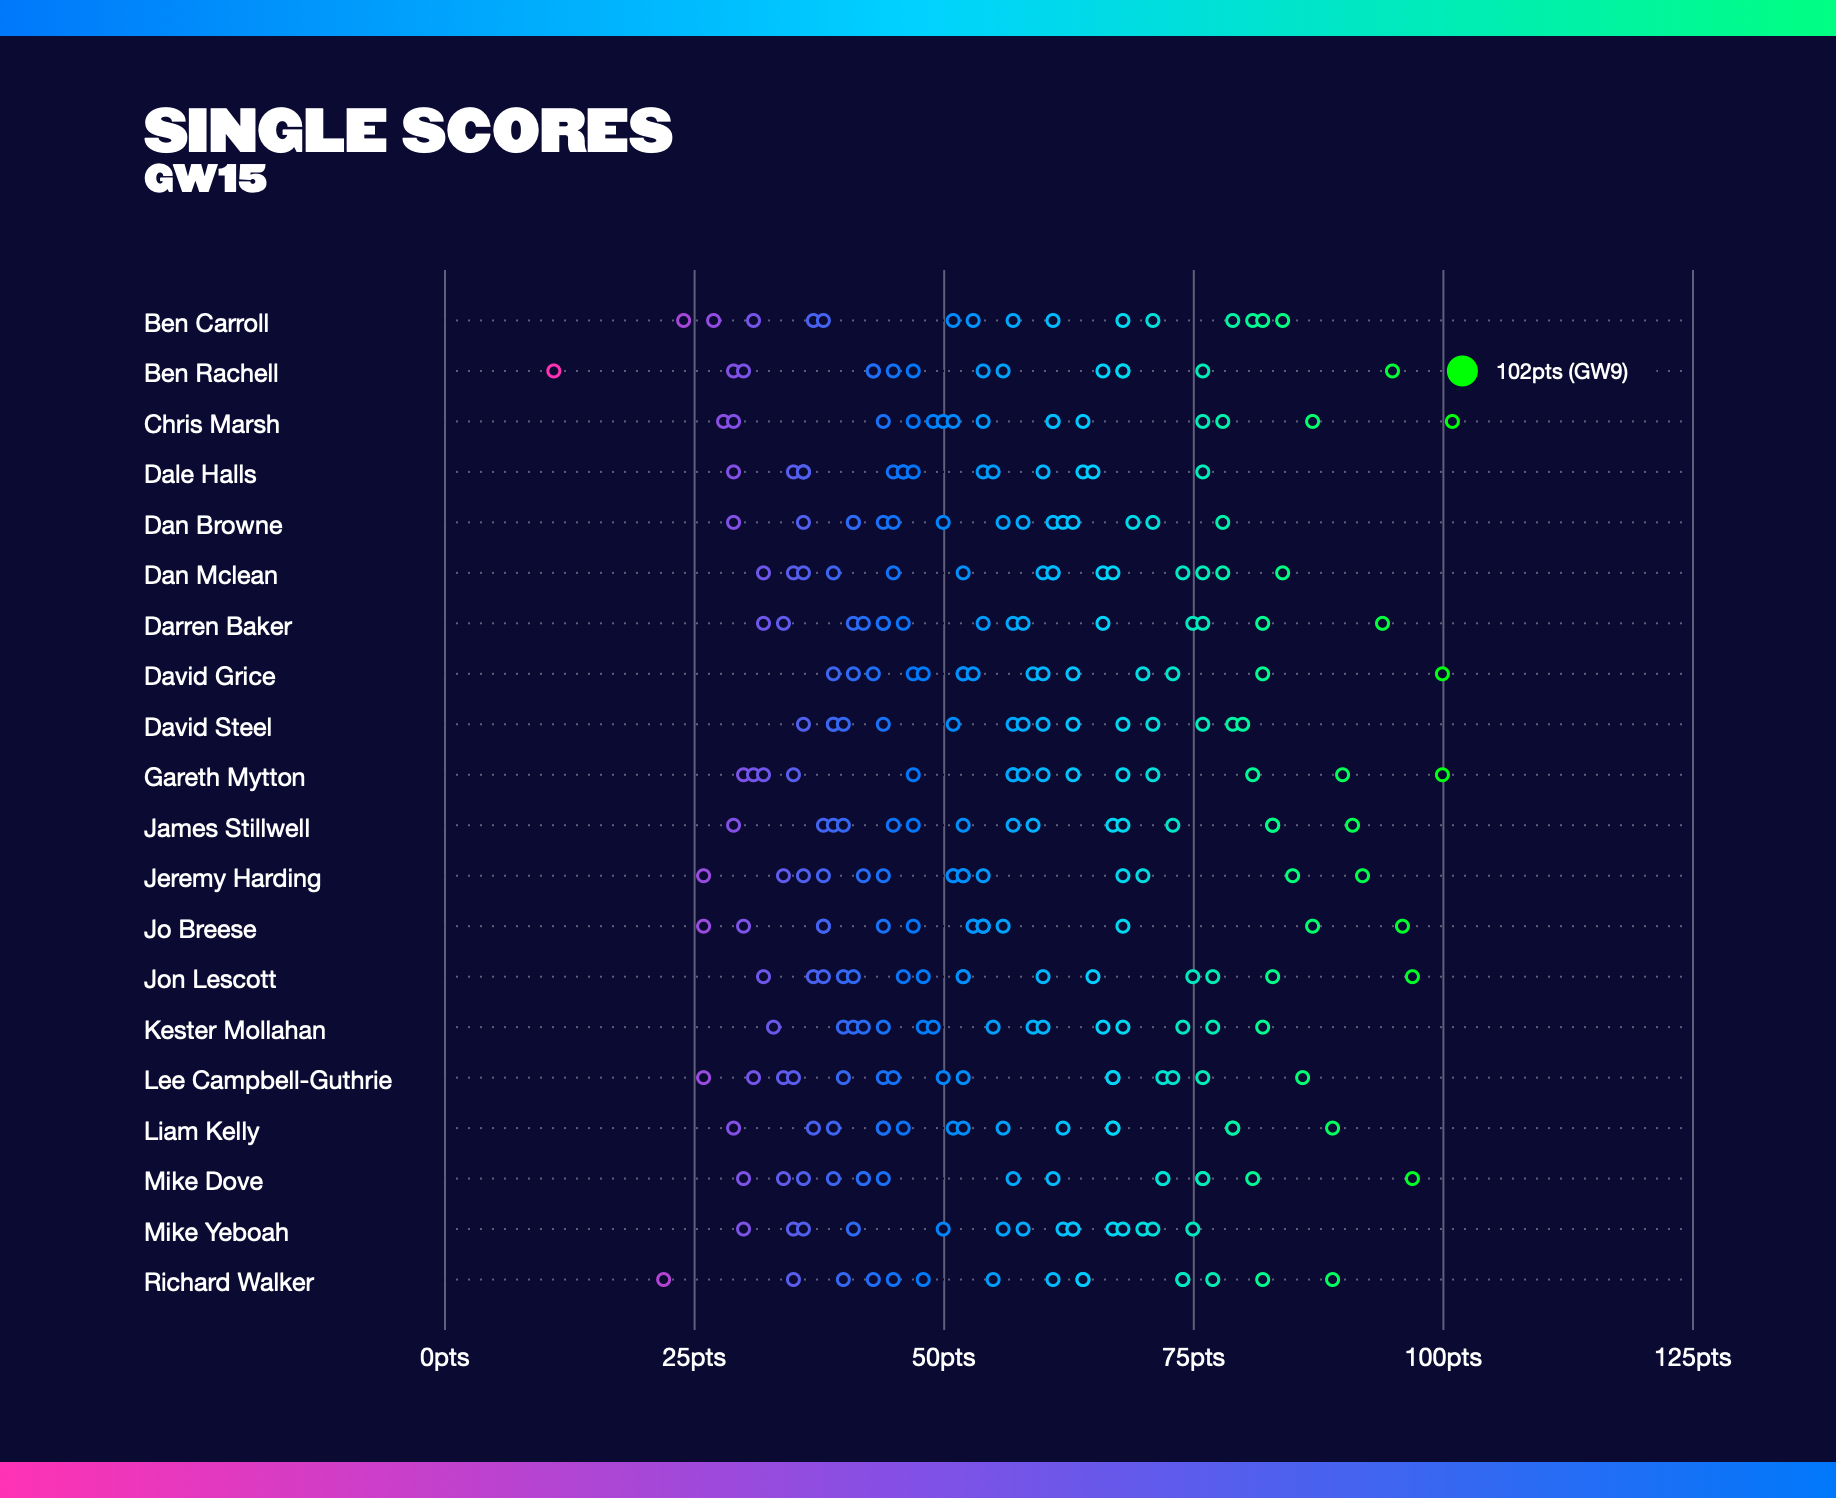 SINGLE SCORES
GW15
Ben Carroll
Ben Rachell
102pts (GW9)
Chris Marsh
Dale Halls
Dan Browne
Dan Mclean
Darren Baker
David Grice
David Steel
Gareth Mytton
James Stillwell
Jeremy Harding
Jo Breese
Jon Lescott
Kester Mollahan
Lee Campbell-Guthrie
Liam Kelly
Mike Dove
Mike Yeboah
Richard Walker
0pts 25pts 50pts 75pts 100pts 125pts